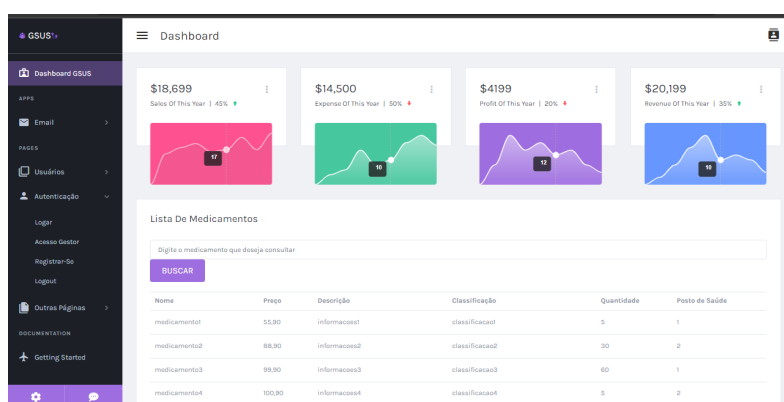 GSUS
Dashboard
Dashboard GSUS
APPS
Email
PAGES
Usuários
Autenticação
Logar
Acesso Gestor
Registrar-Se
Logout
Outras Páginas
DOCUMENTATION
Getting Started
$18,699
Sales Of This Year | 45%
17
$14,500
Expense Of This Year | 50%
10
$4199
Profit Of This Year | 20%
12
$20,199
Revenue Of This Year | 35%
10
Lista De Medicamentos
Digite o medicamento que deseja consultar
BUSCAR
Nome Preço Descrição Classificação Quantidade Posto de Saúde
medicamento1 55,90 informacoes1 classificacao1 5 1
medicamento2 88,90 informacoes2 classificacao2 30 2
medicamento3 99,90 informacoes3 classificacao3 60 1
medicamento4 100,90 informacoes4 classificacao4 5 2